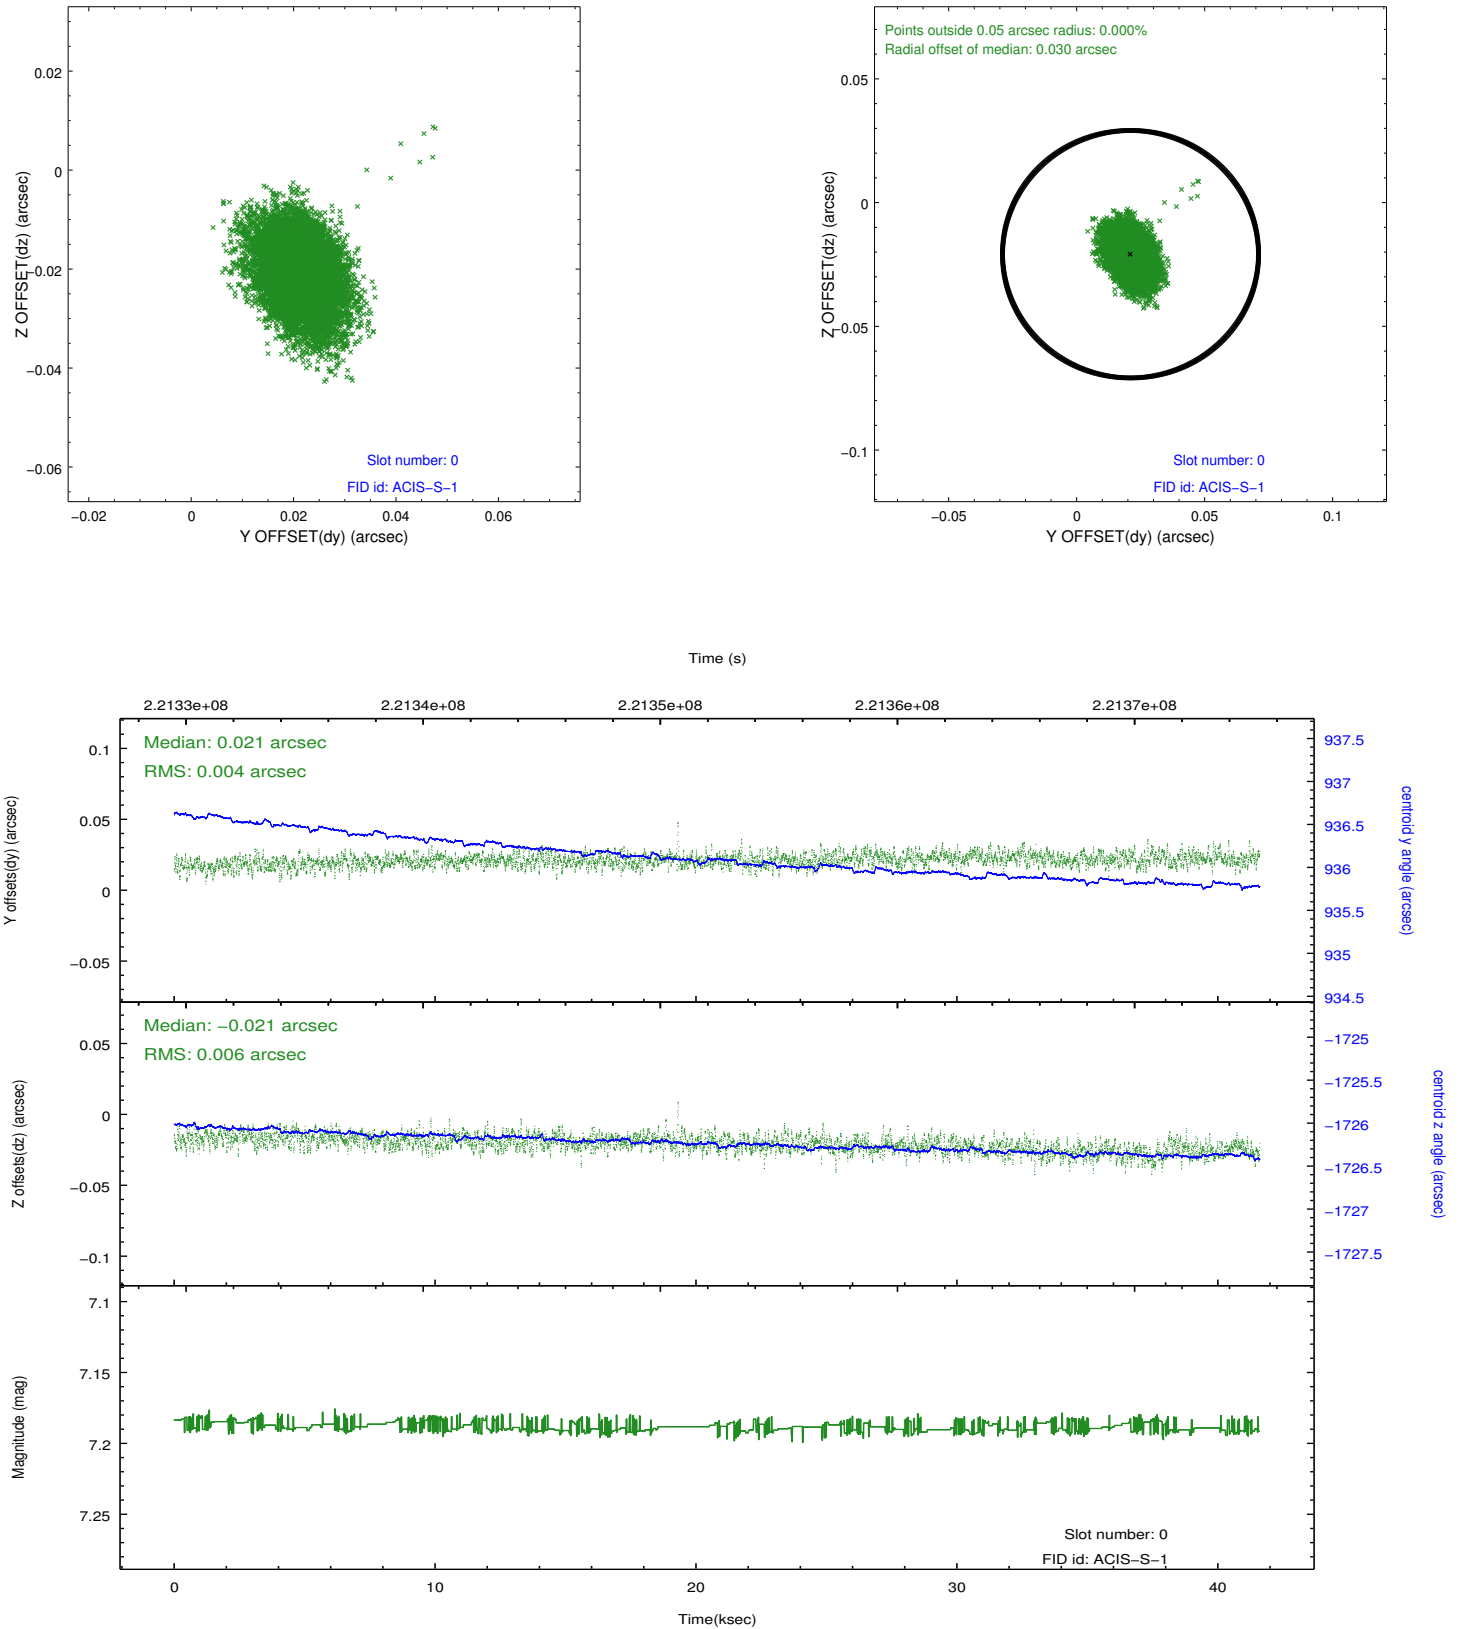 0.02
0
−0.02
−0.04
−0.06
Z OFFSET(dz) (arcsec)
Slot number: 0
FID id: ACIS−S−1
−0.02
0
0.02
0.04
0.06
Y OFFSET(dy) (arcsec)
Points outside 0.05 arcsec radius: 0.000%
Radial offset of median: 0.030 arcsec
0.05
0
−0.05
−0.1
Z OFFSET(dz) (arcsec)
Slot number: 0
FID id: ACIS−S−1
−0.05
0
0.05
0.1
Y OFFSET(dy) (arcsec)
Time (s)
2.2133e+08
2.2134e+08
2.2135e+08
2.2136e+08
2.2137e+08
Median: 0.021 arcsec
RMS: 0.004 arcsec
0.1
0.05
0
−0.05
Y offsets(dy) (arcsec)
937.5
937
936.5
936
935.5
935
934.5
centroid y angle (arcsec)
Median: −0.021 arcsec
RMS: 0.006 arcsec
0.05
0
−0.05
−0.1
Z offsets(dz) (arcsec)
−1725
−1725.5
−1726
−1726.5
−1727
−1727.5
centroid z angle (arcsec)
7.1
7.15
7.2
7.25
Magnitude (mag)
Slot number: 0
FID id: ACIS−S−1
0
10
20
30
40
Time(ksec)